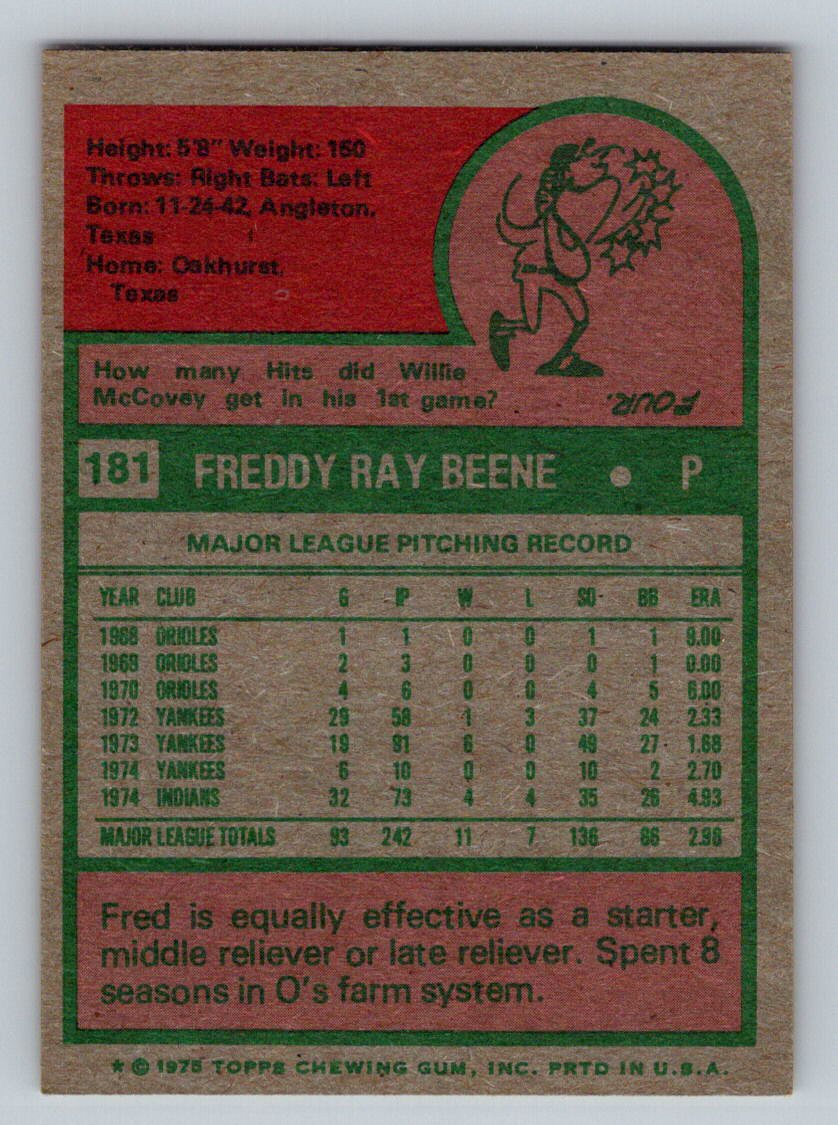 Height: 5'8" Weight: 160
Throws: Right Bats: Left
Born: 11-24-42, Angleton,
Texas
Home: Oakhurst,
Texas
How many Hits did Willie
McCovey get in his 1st game?
FOUR.
181 FREDDY RAY BEENE • P
MAJOR LEAGUE PITCHING RECORD
YEAR CLUB G IP W L SO BB ERA
1968 ORIOLES 1 1 0 0 1 1 9.00
1969 ORIOLES 2 3 0 0 0 1 0.00
1970 ORIOLES 4 6 0 0 4 5 6.00
1972 YANKEES 29 58 1 3 37 24 2.33
1973 YANKEES 19 91 6 0 49 27 1.68
1974 YANKEES 6 10 0 0 10 2 2.70
1974 INDIANS 32 73 4 4 35 26 4.93
MAJOR LEAGUE TOTALS 93 242 11 7 136 86 2.90
Fred is equally effective as a starter,
middle reliever or late reliever. Spent 8
seasons in O's farm system.
* © 1975 TOPPS CHEWING GUM, INC. PRTD IN U.S.A.